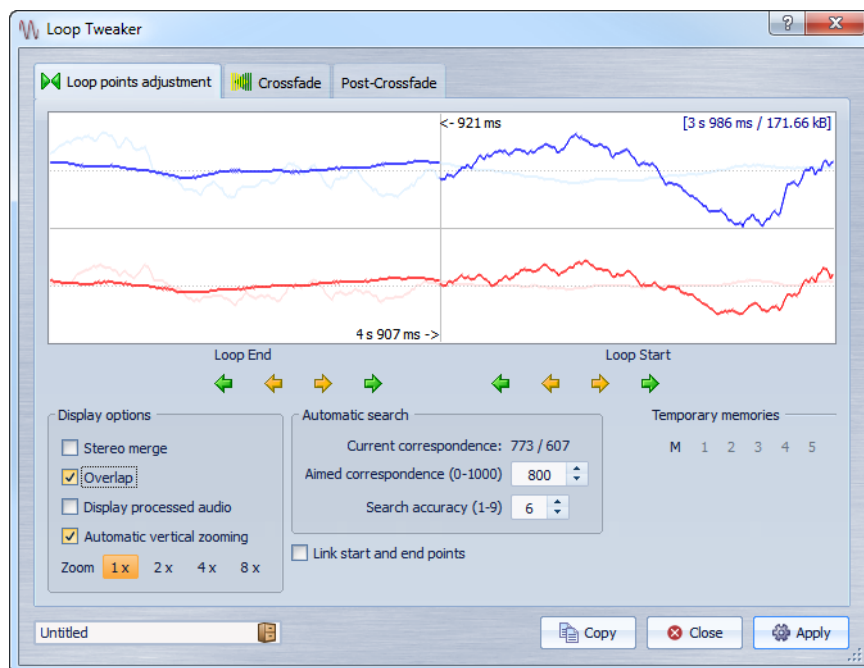 Loop Tweaker
Loop points adjustment Crossfade Post-Crossfade
<- 921 ms [3 s 986 ms / 171.66 kB]
4 s 907 ms ->
Loop End Loop Start
Display options Automatic search Temporary memories
Stereo merge Current correspondence: 773 / 607 M 1 2 3 4 5
Overlap Aimed correspondence (0-1000) 800
Display processed audio Search accuracy (1-9) 6
Automatic vertical zooming
Link start and end points
Zoom 1 x 2 x 4 x 8 x
Untitled Copy Close Apply